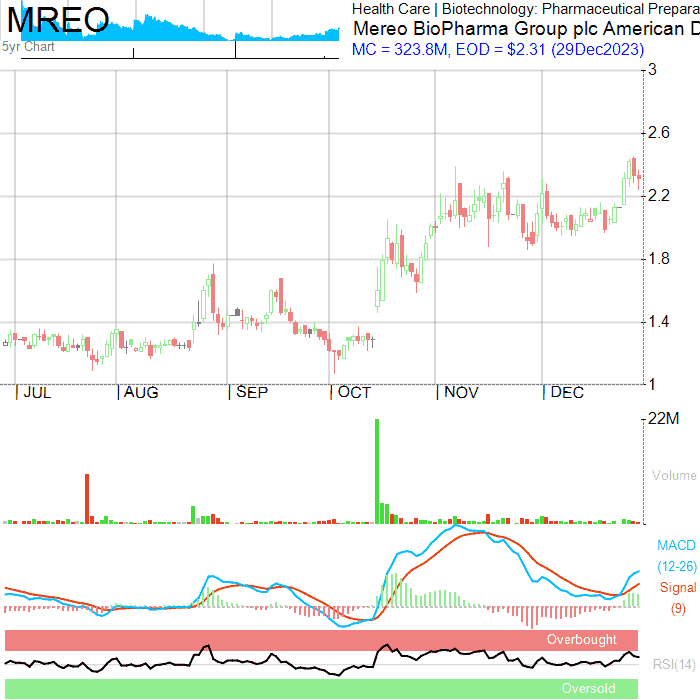 MREO
5yr Chart
Health Care | Biotechnology: Pharmaceutical Prepara
Mereo BioPharma Group plc American D
MC = 323.8M, EOD = $2.31 (29Dec2023)
3
2.6
2.2
1.8
1.4
1
JUL AUG SEP OCT NOV DEC
22M
Volume
MACD
(12-26)
Signal
(9)
Overbought
RSI(14)
Oversold